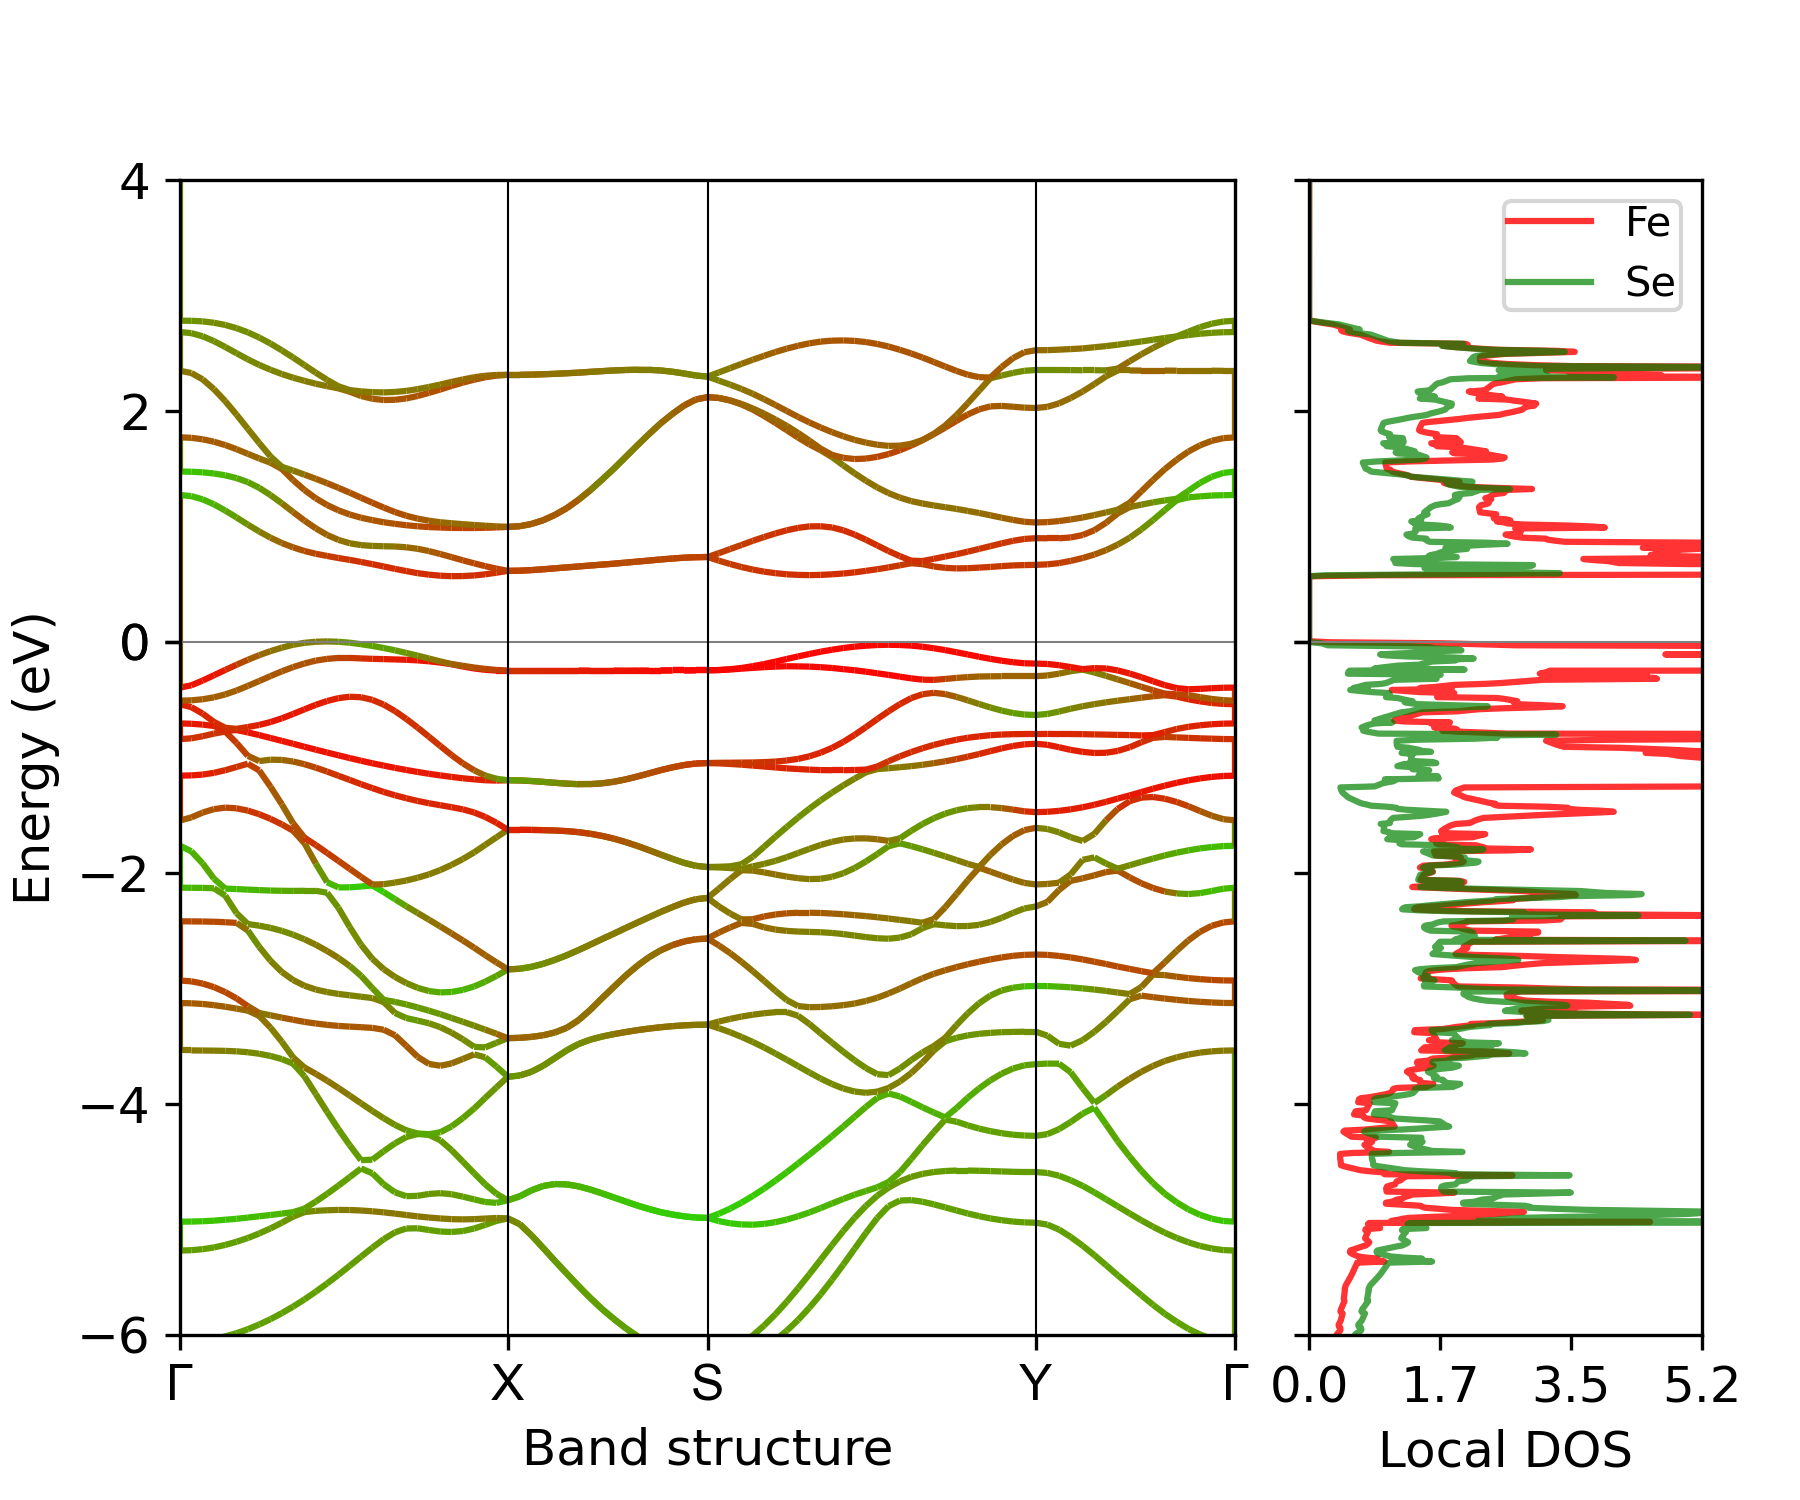 4
2
0
−2
−4
−6
Energy (eV)
Γ X S Y Γ
Band structure
Fe
Se
0.0 1.7 3.5 5.2
Local DOS